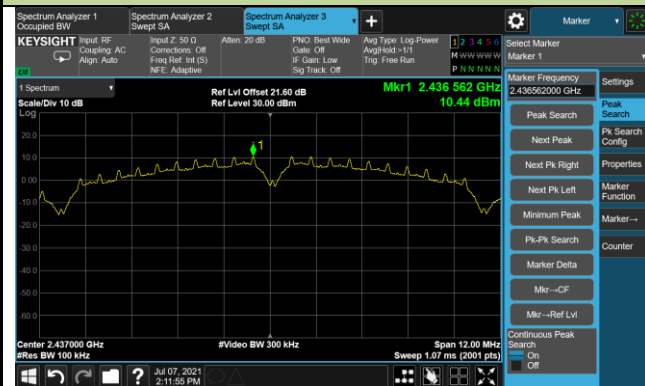 Spectrum Analyzer 1
Occupied BW
Spectrum Analyzer 2
Swept SA
Spectrum Analyzer 3
Swept SA
Marker
KEYSIGHT
Input: RF
Coupling: AC
Align: Auto
Input Z: 50 Ω
Corrections: Off
Freq Ref: Int (S)
NFE: Adaptive
Atten: 20 dB
PNO: Best Wide
Gate: Off
IF Gain: Low
Sig Track: Off
Avg Type: Log-Power
Avg|Hold:>1/1
Trig: Free Run
1 2 3 4 5 6
M W W W W W
P N N N N N
LVI
Select Marker
Marker 1
1 Spectrum
Scale/Div 10 dB
Log
Ref Lvl Offset 21.60 dB
Ref Level 30.00 dBm
Mkr1 2.436 562 GHz
10.44 dBm
20.0
10.0
0.00
-10.0
-20.0
-30.0
-40.0
-50.0
-60.0
1
Center 2.437000 GHz
#Res BW 100 kHz
#Video BW 300 kHz
Span 12.00 MHz
Sweep 1.07 ms (2001 pts)
Marker Frequency
2.436562000 GHz
Peak Search
Next Peak
Next Pk Right
Next Pk Left
Minimum Peak
Pk-Pk Search
Marker Delta
Mkr→CF
Mkr→Ref Lvl
Continuous Peak
Search
On
Off
Settings
Peak
Search
Pk Search
Config
Properties
Marker
Function
Marker→
Counter
Jul 07, 2021
2:11:55 PM